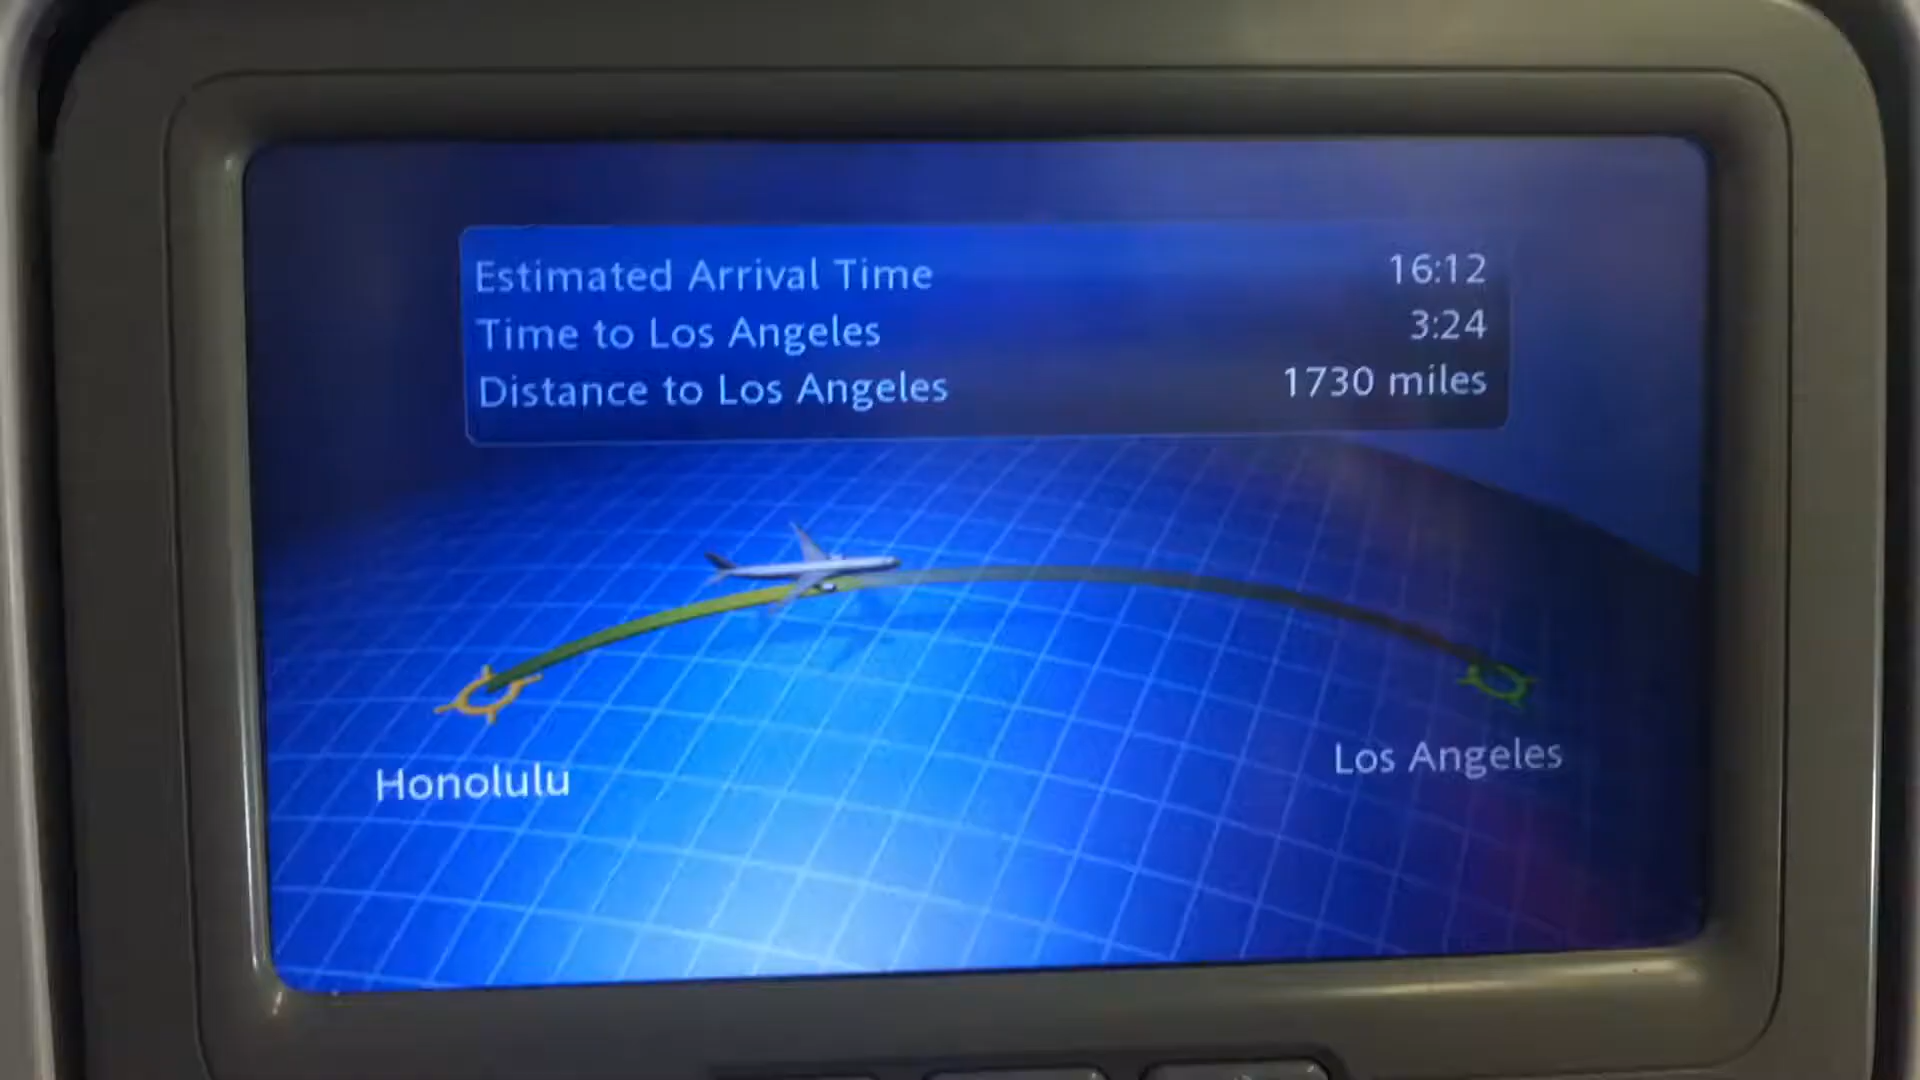 Estimated Arrival Time 16:12
Time to Los Angeles 3:24
Distance to Los Angeles 1730 miles
Honolulu
Los Angeles